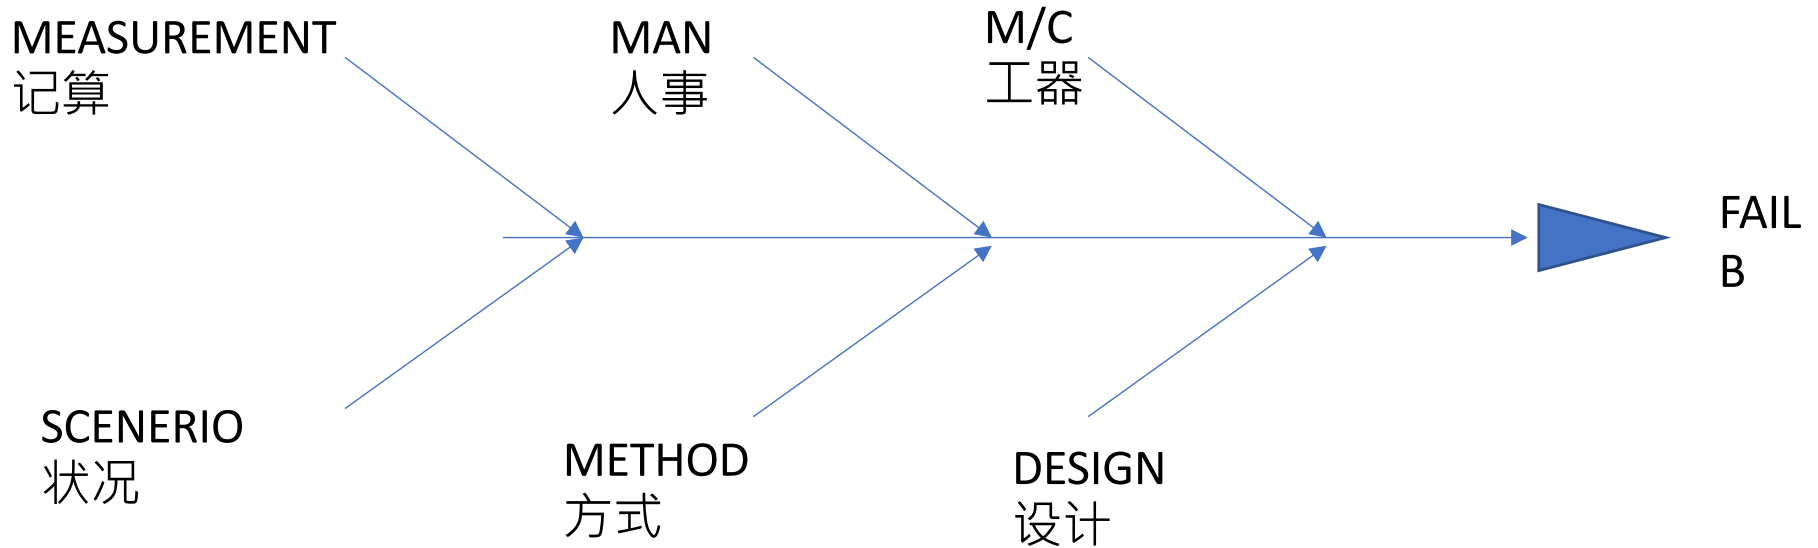 MEASUREMENT
记算
MAN
人事
M/C
工器
FAIL
B
SCENERIO
状况
METHOD
方式
DESIGN
设计